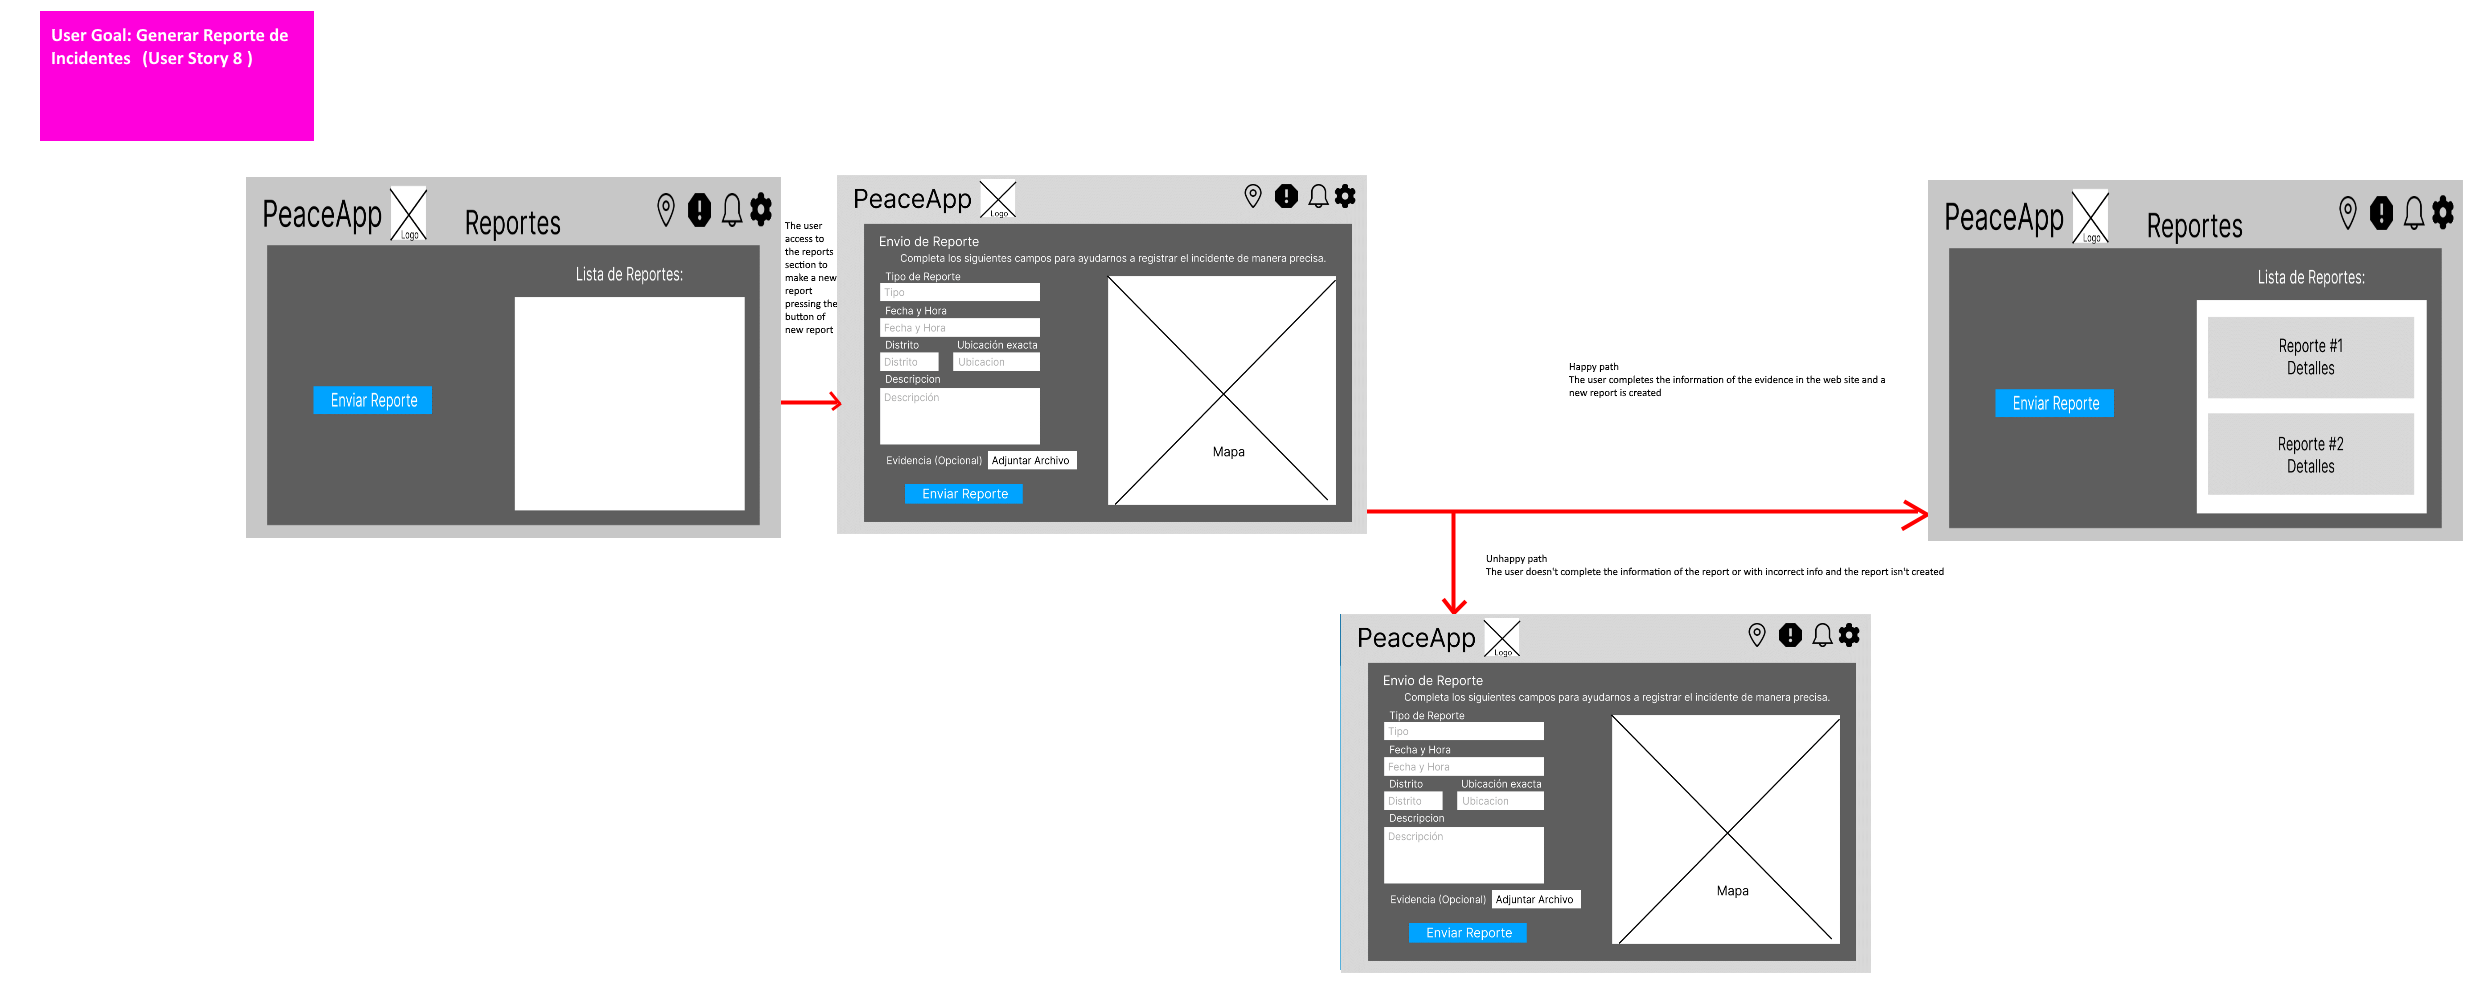 User Goal: Generar Reporte de
Incidentes (User Story 8 )
PeaceApp
Logo
Reportes
Lista de Reportes:
Enviar Reporte
The user
access to
the reports
section to
make a new
report
pressing the
button of
new report
PeaceApp
Logo
Envio de Reporte
Completa los siguientes campos para ayudarnos a registrar el incidente de manera precisa.
Tipo de Reporte
Tipo
Fecha y Hora
Fecha y Hora
Distrito Ubicación exacta
Distrito Ubicacion
Descripcion
Descripción
Evidencia (Opcional) Adjuntar Archivo
Enviar Reporte
Mapa
Happy path
The user completes the information of the evidence in the web site and a
new report is created
PeaceApp
Logo
Reportes
Lista de Reportes:
Reporte #1
Detalles
Enviar Reporte
Reporte #2
Detalles
Unhappy path
The user doesn't complete the information of the report or with incorrect info and the report isn't created
PeaceApp
Logo
Envio de Reporte
Completa los siguientes campos para ayudarnos a registrar el incidente de manera precisa.
Tipo de Reporte
Tipo
Fecha y Hora
Fecha y Hora
Distrito Ubicación exacta
Distrito Ubicacion
Descripcion
Descripción
Evidencia (Opcional) Adjuntar Archivo
Enviar Reporte
Mapa